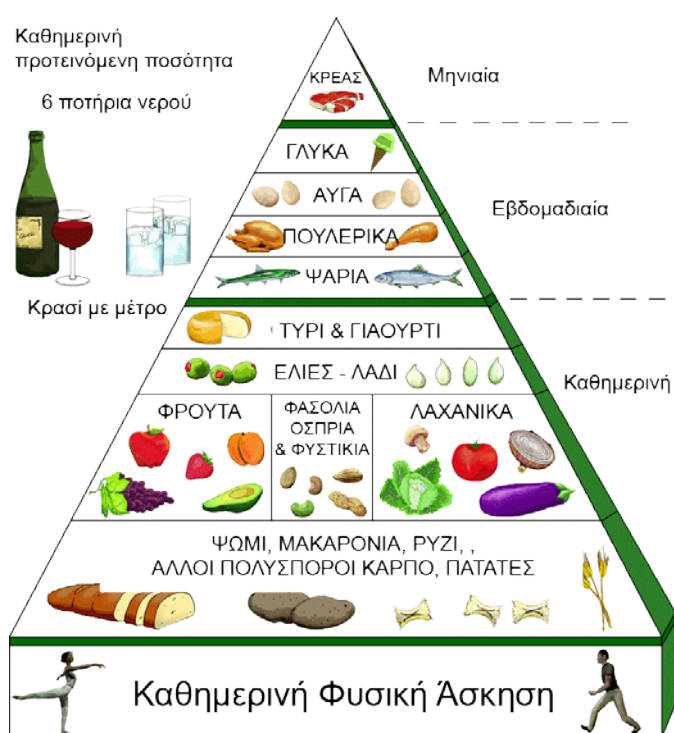 Καθημερινή
προτεινόμενη ποσότητα
6 ποτήρια νερού
Κρασί με μέτρο
ΚΡΕΑΣ
Μηνιαία
ΓΛΥΚΑ
ΑΥΓΑ
ΠΟΥΛΕΡΙΚΑ
ΨΑΡΙΑ
Εβδομαδιαία
ΤΥΡΙ & ΓΙΑΟΥΡΤΙ
ΕΛΙΕΣ - ΛΑΔΙ
Καθημερινή
ΦΡΟΥΤΑ
ΦΑΣΟΛΙΑ
ΟΣΠΡΙΑ
& ΦΥΣΤΙΚΙΑ
ΛΑΧΑΝΙΚΑ
ΨΩΜΙ, ΜΑΚΑΡΟΝΙΑ, ΡΥΖΙ, ,
ΑΛΛΟΙ ΠΟΛΥΣΠΟΡΟΙ ΚΑΡΠΟ, ΠΑΤΑΤΕΣ
Καθημερινή Φυσική Άσκηση